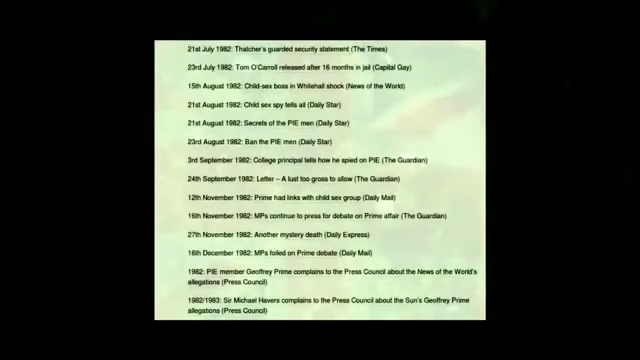 21st July 1982: Thatcher's guarded security statement (The Times)
23rd July 1982: Tom O'Carroll released after 16 months in jail (Capital Gay)
15th August 1982: Child-sex boss in Whitehall shock (News of the World)
21st August 1982: Child sex spy tells all (Daily Star)
21st August 1982: Secrets of the PIE men (Daily Star)
23rd August 1982: Ban the PIE men (Daily Star)
3rd September 1982: College principal tells how he spied on PIE (The Guardian)
24th September 1982: Letter – A lust too gross to allow (The Guardian)
12th November 1982: Prime had links with child sex group (Daily Mail)
16th November 1982: MPs continue to press for debate on Prime affair (The Guardian)
27th November 1982: Another mystery death (Daily Express)
16th December 1982: MPs foiled on Prime debate (Daily Mail)
1982: PIE member Geoffrey Prime complains to the Press Council about the News of the World's
allegations (Press Council)
1982/1983: Sir Michael Havers complains to the Press Council about the Sun's Geoffrey Prime
allegations (Press Council)